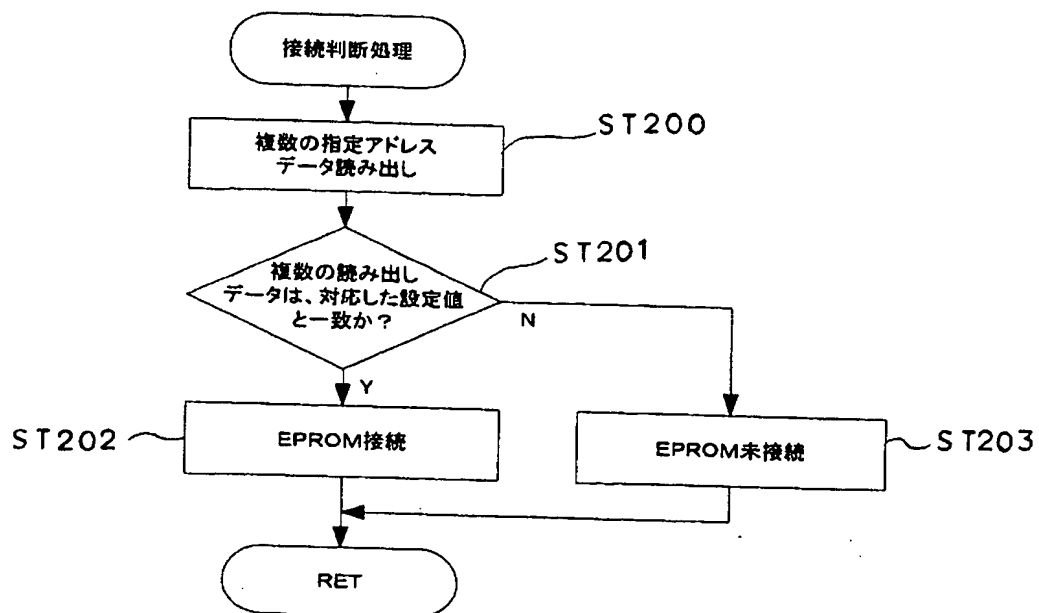 接続判断処理
複数の指定アドレス
データ読み出し
ST200
複数の読み出し
データは、対応した設定値
と一致か？
ST201
N
Y
EPROM接続
ST202
EPROM未接続
ST203
RET